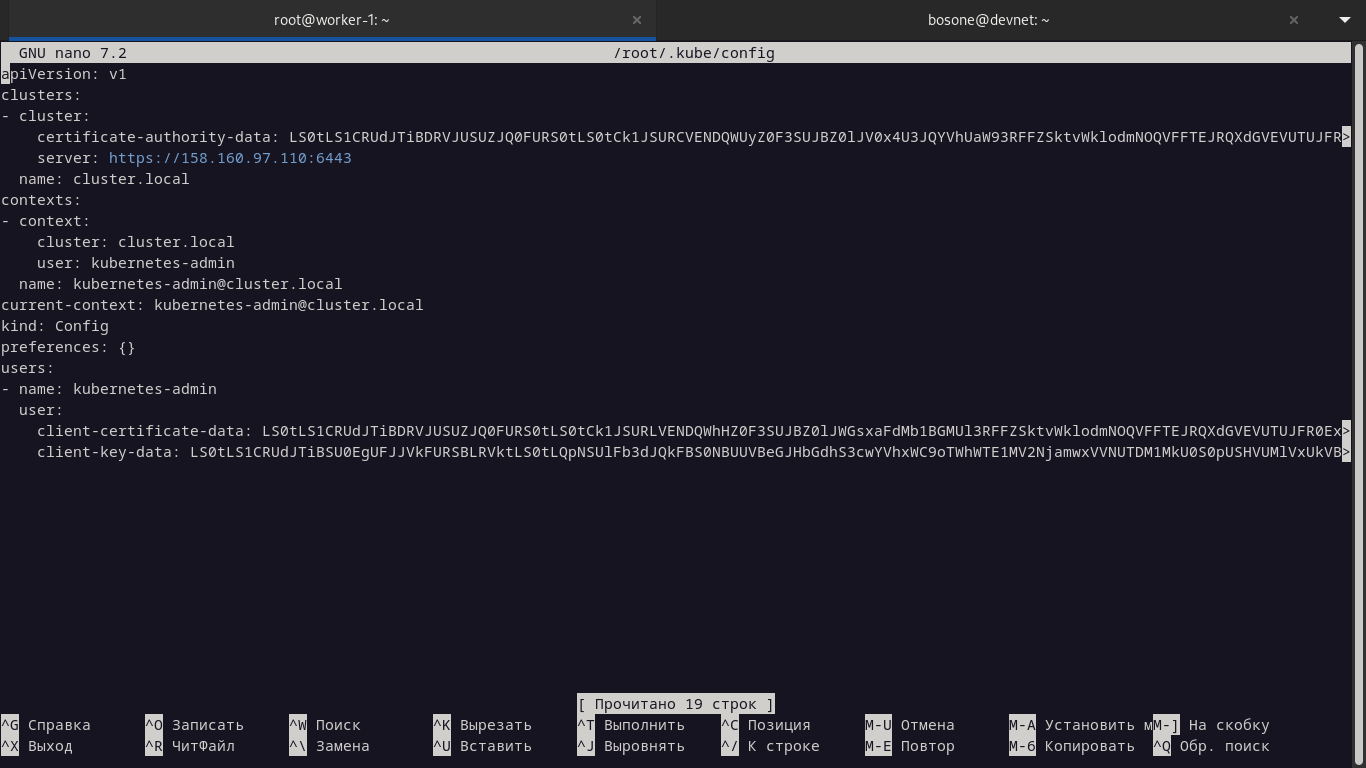 root@worker-1: ~
bosone@devnet: ~
GNU nano 7.2 /root/.kube/config
apiVersion: v1
clusters:
- cluster:
    certificate-authority-data: LS0tLS1CRUdJTiBDRVJUSUZJQ0FURS0tLS0tCk1JSURCVENDQWUyZ0F3SUJBZ0lJV0x4U3JQYVhUaW93RFFZSktvWklodmNOQVFFTEJRQXdGVEVUTUJFR>
    server: https://158.160.97.110:6443
  name: cluster.local
contexts:
- context:
    cluster: cluster.local
    user: kubernetes-admin
  name: kubernetes-admin@cluster.local
current-context: kubernetes-admin@cluster.local
kind: Config
preferences: {}
users:
- name: kubernetes-admin
  user:
    client-certificate-data: LS0tLS1CRUdJTiBDRVJUSUZJQ0FURS0tLS0tCk1JSURLVENDQWhHZ0F3SUJBZ0lJWGsxaFdMb1BGMUl3RFFZSktvWklodmNOQVFFTEJRQXdGVEVUTUJFR0Ex>
    client-key-data: LS0tLS1CRUdJTiBSU0EgUFJJVkFURSBLRVktLS0tLQpNSUlFb3dJQkFBS0NBUUVBeGJHbGdhS3cwYVhxWC9oTWhWTE1MV2NjamwxVVNUTDM1MkU0S0pUSHVUMlVxUkVB>
[ Прочитано 19 строк ]
^G Справка ^O Записать ^W Поиск ^K Вырезать ^T Выполнить ^C Позиция M-U Отмена M-A Установить мM-] На скобку
^X Выход ^R ЧитФайл ^\ Замена ^U Вставить ^J Выровнять ^/ К строке M-E Повтор M-6 Копировать ^Q Обр. поиск